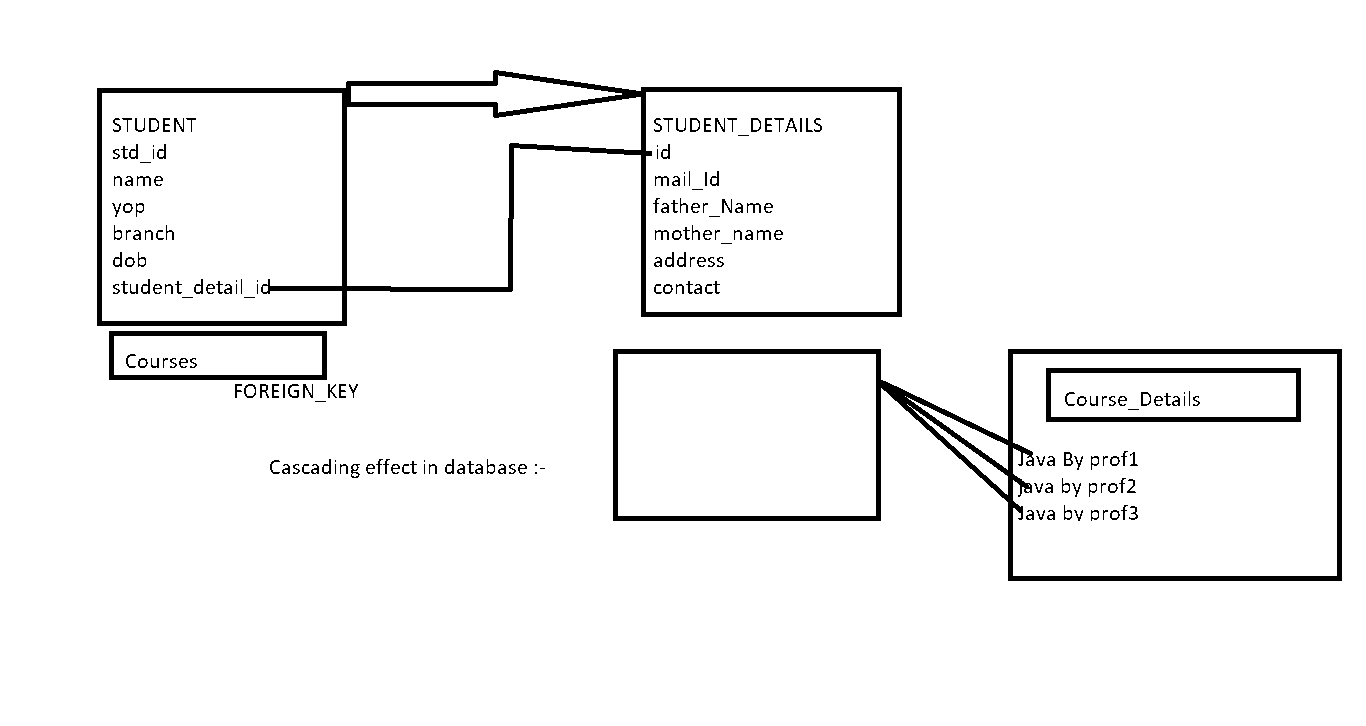 STUDENT
std_id
name
yop
branch
dob
student_detail_id
STUDENT_DETAILS
id
mail_Id
father_Name
mother_name
address
contact
Courses
FOREIGN_KEY
Cascading effect in database :-
Course_Details
Java By prof1
java by prof2
Java by prof3